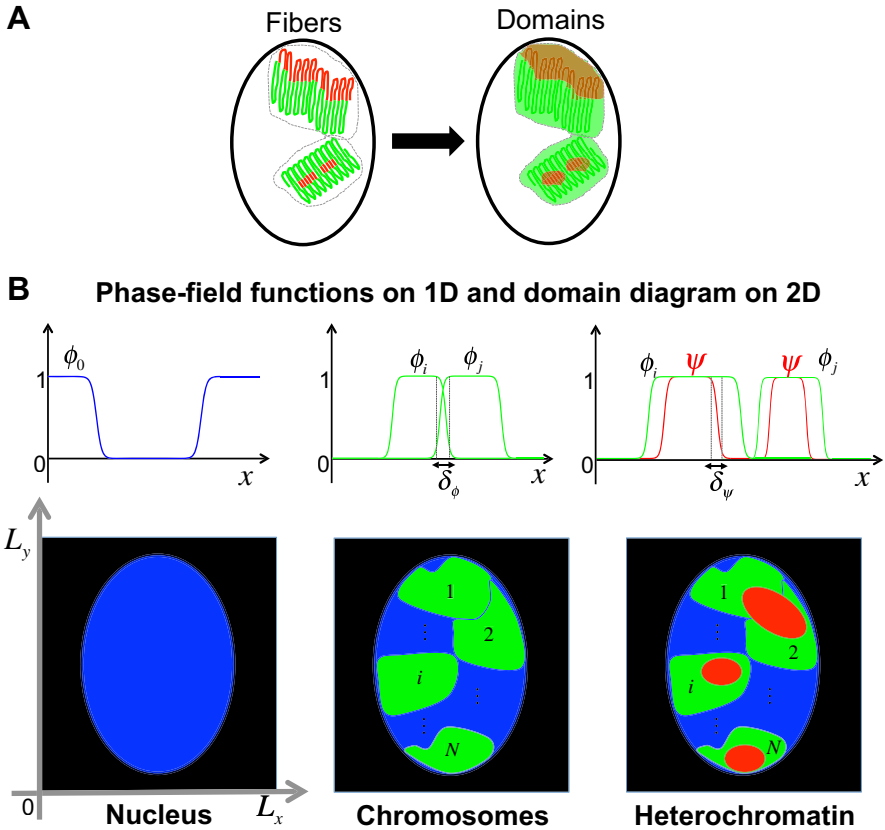 A
Fibers
Domains
B
Phase-field functions on 1D and domain diagram on 2D
ϕ0
1
0
x
ϕi
ϕj
1
0
x
δϕ
ϕi
ψ
ψ
ϕj
1
0
x
δψ
Ly
0
Lx
Nucleus
1
2
⋮
i
⋮
⋮
N
Chromosomes
1
2
⋮
i
⋮
⋮
N
Heterochromatin